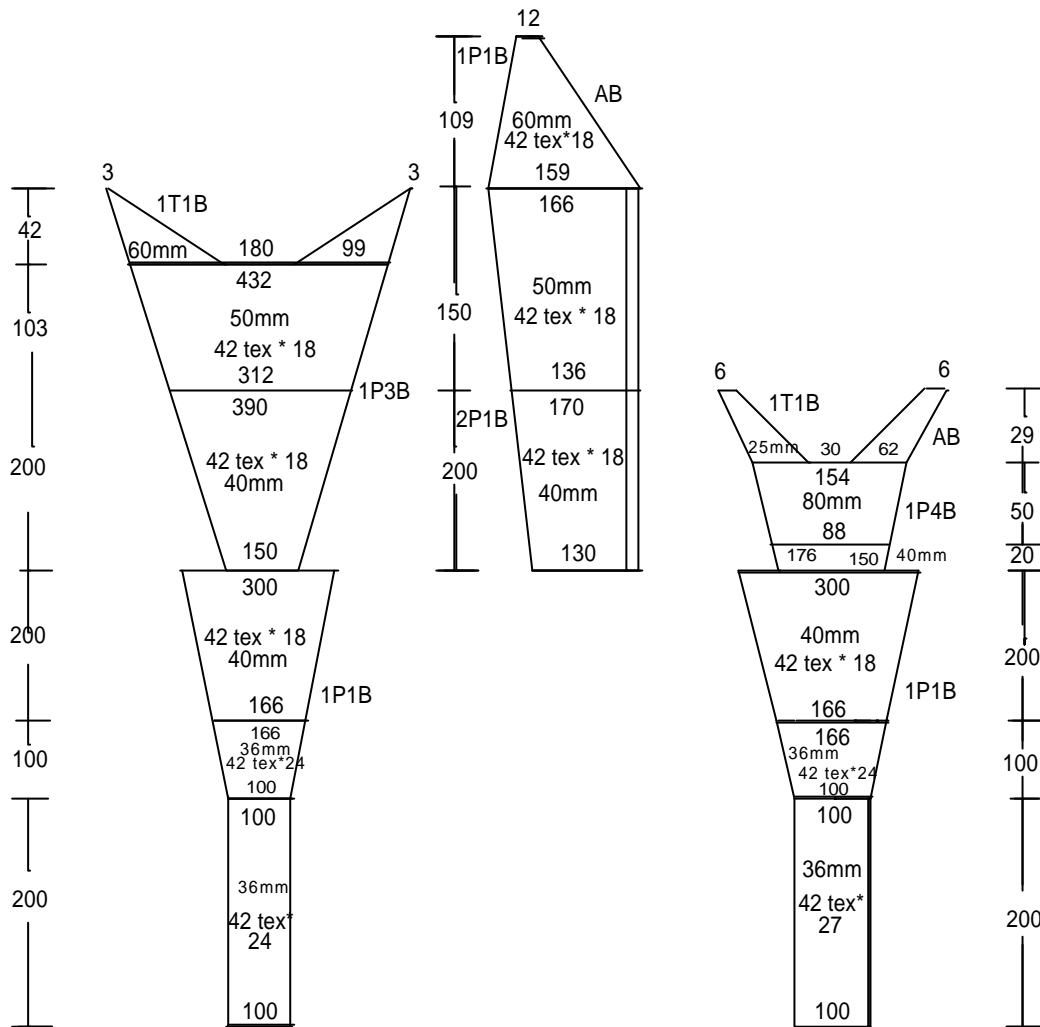 12
1P1B
AB
109
60mm
42 tex*18
159
3
3
1T1B
166
42
60mm
180
99
432
50mm
42 tex * 18
103
50mm
42 tex * 18
150
312
1P3B
136
390
2P1B
170
6
6
1T1B
AB
29
25mm
30
62
154
80mm
1P4B
50
88
42 tex * 18
40mm
200
42 tex * 18
40mm
200
150
130
176
150
40mm
20
300
300
42 tex * 18
40mm
200
40mm
42 tex * 18
200
1P1B
1P1B
166
166
166
36mm
42 tex*24
100
100
166
36mm
42 tex*24
100
100
100
100
36mm
42 tex*
24
200
36mm
42 tex*
27
200
100
100